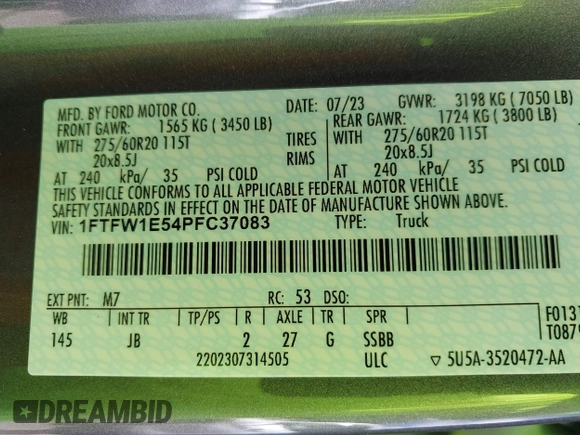 MFD. BY FORD MOTOR CO.
DATE: 07/23 GVWR: 3198 KG ( 7050 LB)
FRONT GAWR: 1565 KG ( 3450 LB)
REAR GAWR: 1724 KG ( 3800 LB)
WITH 275/60R20 115T TIRES WITH 275/60R20 115T
20x8.5J RIMS 20x8.5J
AT 240 kPa/ 35 PSI COLD AT 240 kPa/ 35 PSI COLD
THIS VEHICLE CONFORMS TO ALL APPLICABLE FEDERAL MOTOR VEHICLE
SAFETY STANDARDS IN EFFECT ON THE DATE OF MANUFACTURE SHOWN ABOVE.
VIN: 1FTFW1E54PFC37083 TYPE: Truck
EXT PNT: M7 RC: 53 DSO:
WB INT TR TP/PS R AXLE TR SPR
145 JB 2 27 G SSBB
2202307314505 ULC ▽ 5U5A-3520472-AA
F0131
T0879
DREAMBID